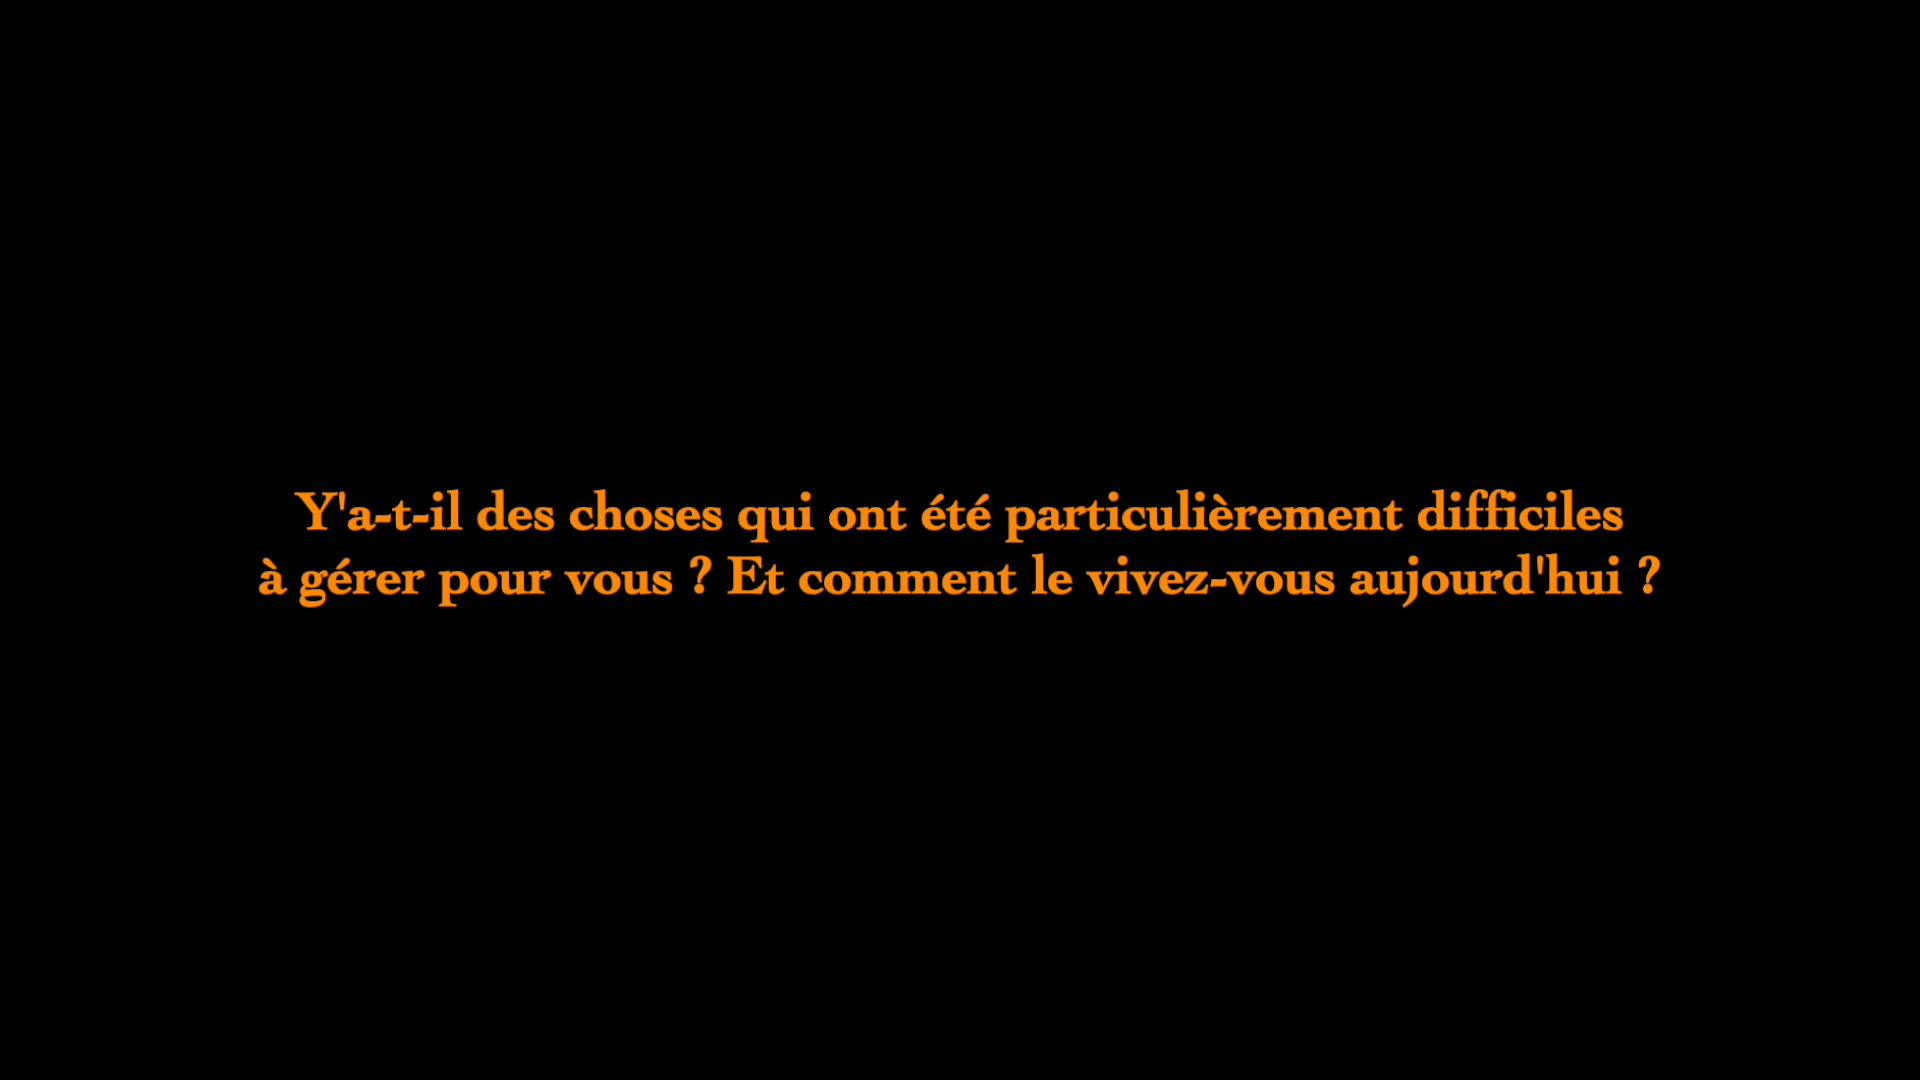 Y'a-t-il des choses qui ont été particulièrement difficiles
à gérer pour vous ? Et comment le vivez-vous aujourd'hui ?